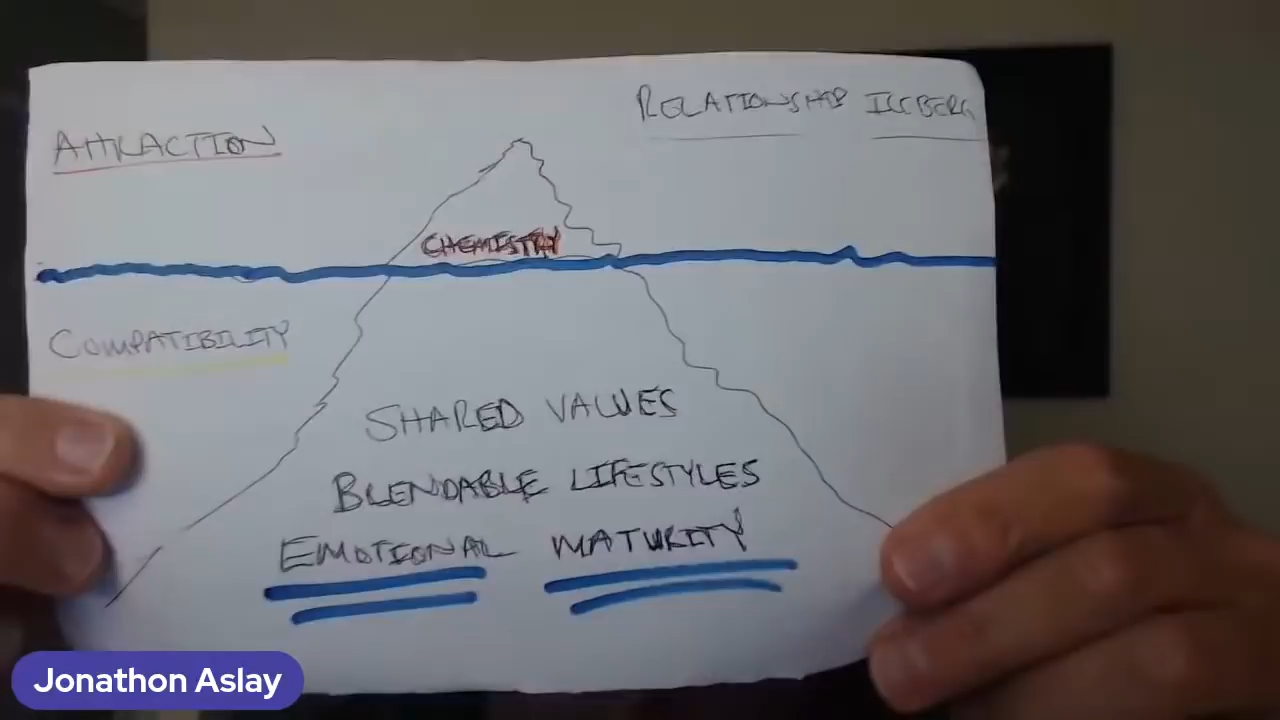 RELATIONSHIP ICEBERG
ATTRACTION
CHEMISTRY
COMPATIBILITY
SHARED VALUES
BLENDABLE LIFESTYLES
EMOTIONAL MATURITY
Jonathon Aslay